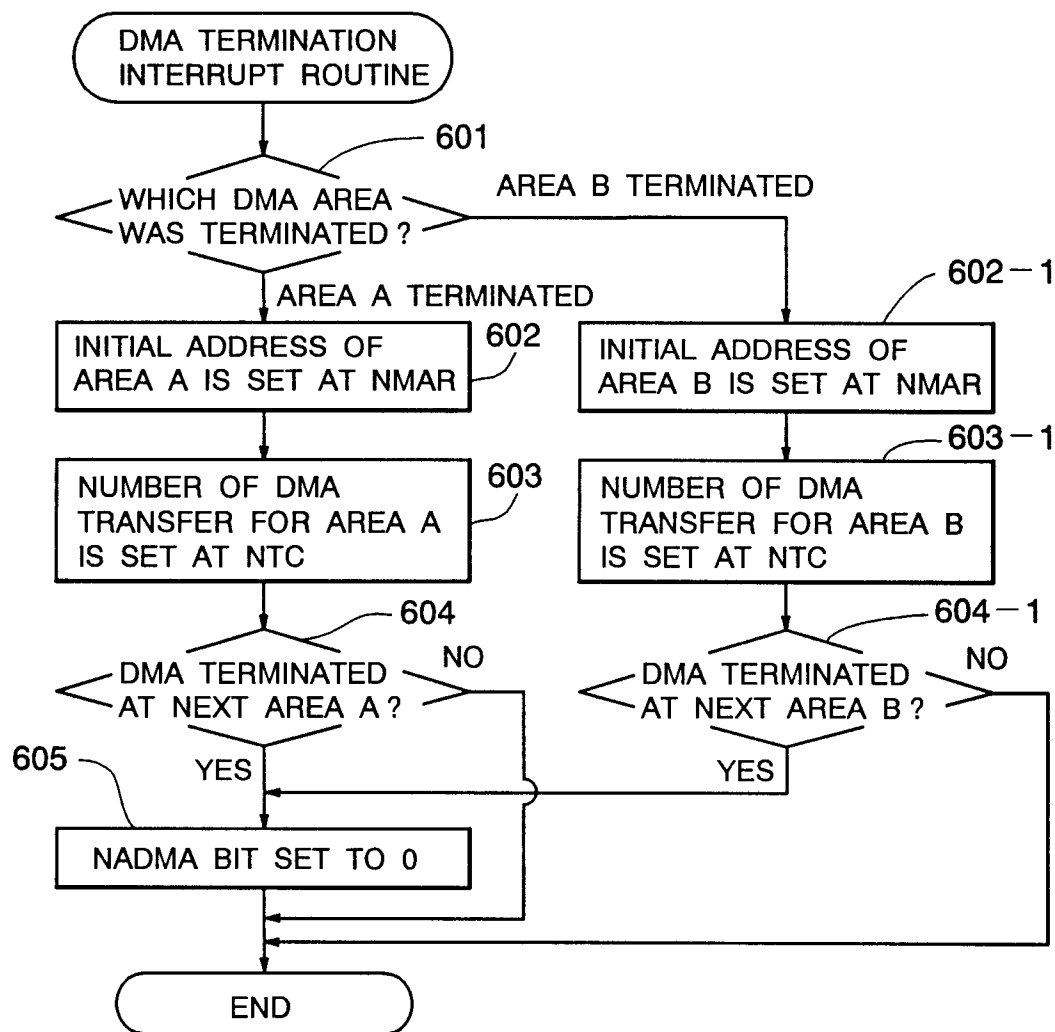 DMA TERMINATION
INTERRUPT ROUTINE
601
WHICH DMA AREA
WAS TERMINATED ?
AREA B TERMINATED
AREA A TERMINATED
602
INITIAL ADDRESS OF
AREA A IS SET AT NMAR
602-1
INITIAL ADDRESS OF
AREA B IS SET AT NMAR
603
NUMBER OF DMA
TRANSFER FOR AREA A
IS SET AT NTC
603-1
NUMBER OF DMA
TRANSFER FOR AREA B
IS SET AT NTC
604
DMA TERMINATED
AT NEXT AREA A ?
NO
YES
604-1
DMA TERMINATED
AT NEXT AREA B ?
NO
YES
605
NADMA BIT SET TO 0
END